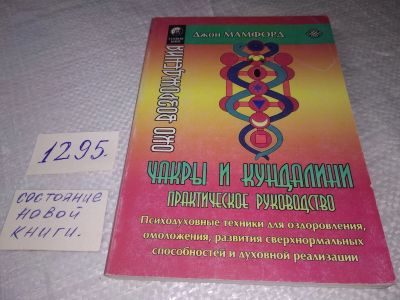 Джон МАМФОРД
ОКО ВОЗРОЖДЕНИЯ
ЧАКРЫ И КУНДАЛИНИ
ПРАКТИЧЕСКОЕ РУКОВОДСТВО
Психодуховные техники для оздоровления,
омоложения, развития сверхнормальных
способностей и духовной реализации
1295.
СОСТОЯНИЕ
НОВОЙ
КНИГИ.